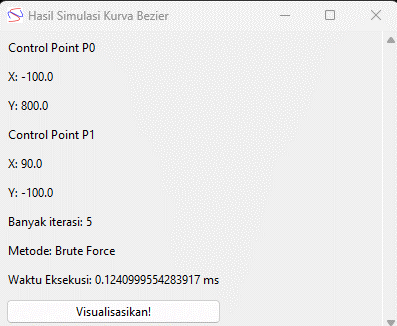 Hasil Simulasi Kurva Bezier
Control Point P0
X: -100.0
Y: 800.0
Control Point P1
X: 90.0
Y: -100.0
Banyak iterasi: 5
Metode: Brute Force
Waktu Eksekusi: 0.1240999554283917 ms
Visualisasikan!